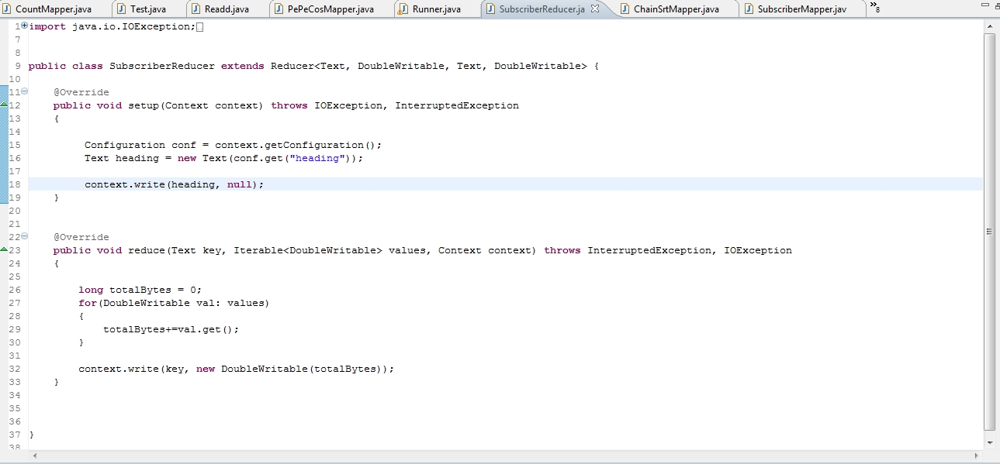 CountMapper.java Test.java Readd.java PePeCosMapper.java Runner.java SubscriberReducer.ja ChainSrtMapper.java SubscriberMapper.jav »8
1 import java.io.IOException;
7
8
9 public class SubscriberReducer extends Reducer<Text, DoubleWritable, Text, DoubleWritable> {
10
11 @Override
12 public void setup(Context context) throws IOException, InterruptedException
13 {
14
15 Configuration conf = context.getConfiguration();
16 Text heading = new Text(conf.get("heading"));
17
18 context.write(heading, null);
19 }
20
21
22 @Override
23 public void reduce(Text key, Iterable<DoubleWritable> values, Context context) throws InterruptedException, IOException
24 {
25
26 long totalBytes = 0;
27 for(DoubleWritable val: values)
28 {
29 totalBytes+=val.get();
30 }
31
32 context.write(key, new DoubleWritable(totalBytes));
33 }
34
35
36
37 }
38